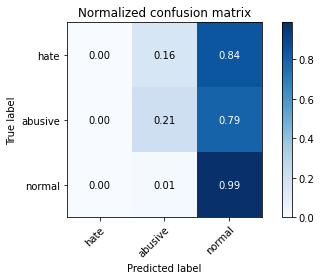 Normalized confusion matrix
True label
hate
0.00 0.16 0.84
abusive
0.00 0.21 0.79
normal
0.00 0.01 0.99
hate
abusive
normal
Predicted label
0.8
0.6
0.4
0.2
0.0